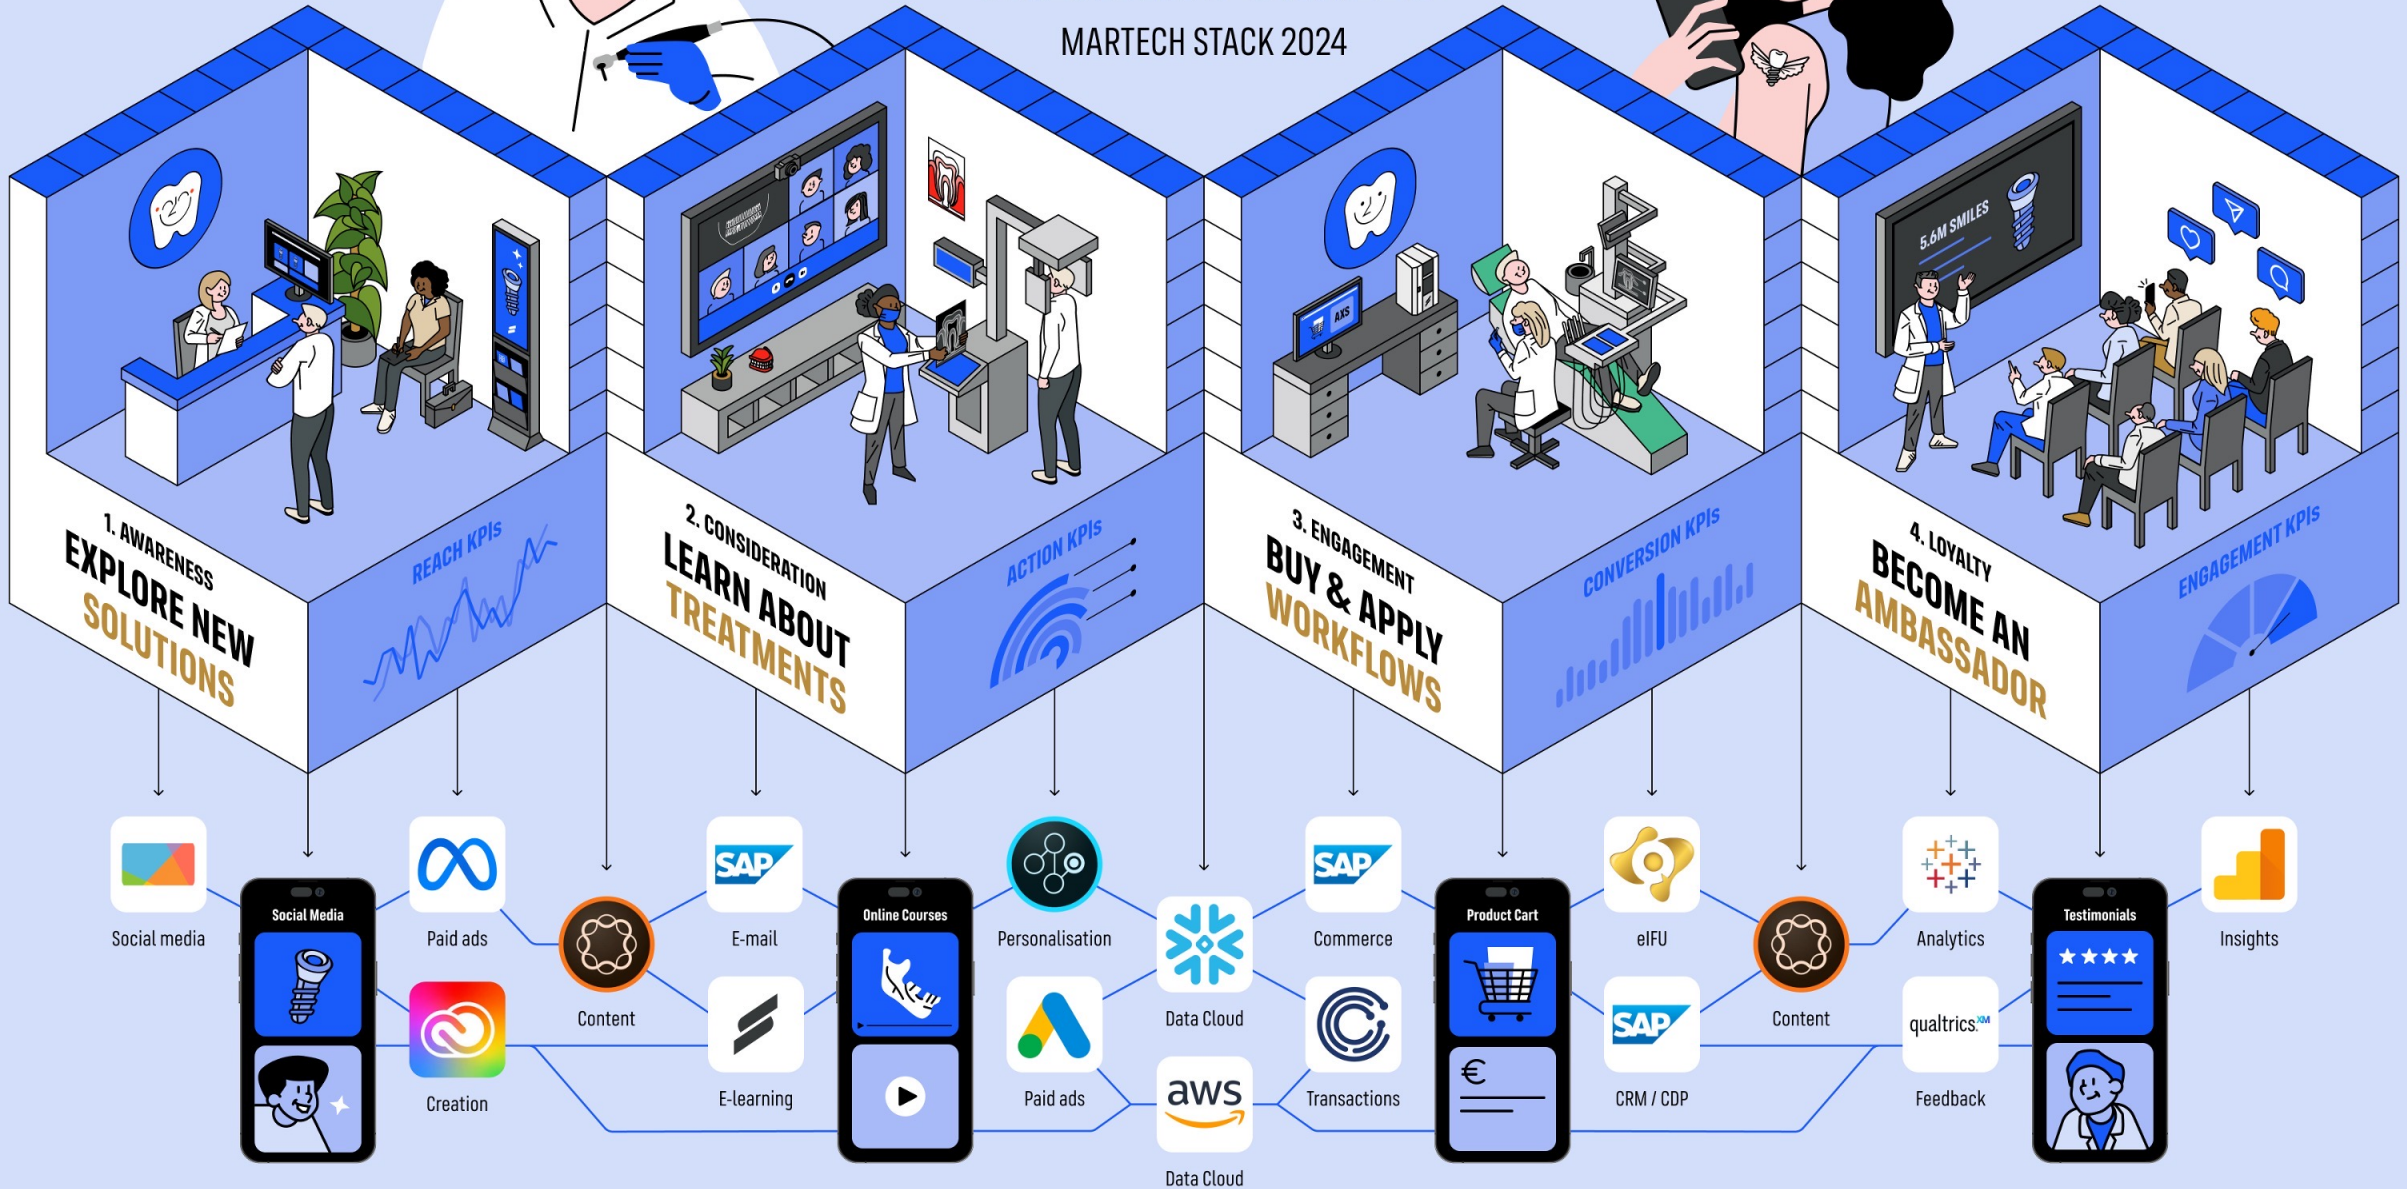 MARTECH STACK 2024
5.6M SMILES
AXS
1. AWARENESS
EXPLORE NEW
SOLUTIONS
REACH KPIs
2. CONSIDERATION
LEARN ABOUT
TREATMENTS
ACTION KPIs
3. ENGAGEMENT
BUY & APPLY
WORKFLOWS
CONVERSION KPIs
4. LOYALTY
BECOME AN
AMBASSADOR
ENGAGEMENT KPIs
Social media
Social Media
Paid ads
Creation
Content
SAP
E-mail
E-learning
Online Courses
Personalisation
Paid ads
Data Cloud
aws
Data Cloud
SAP
Commerce
Transactions
Product Cart
€
eIFU
SAP
CRM / CDP
Content
Analytics
qualtrics.XM
Feedback
Testimonials
Insights